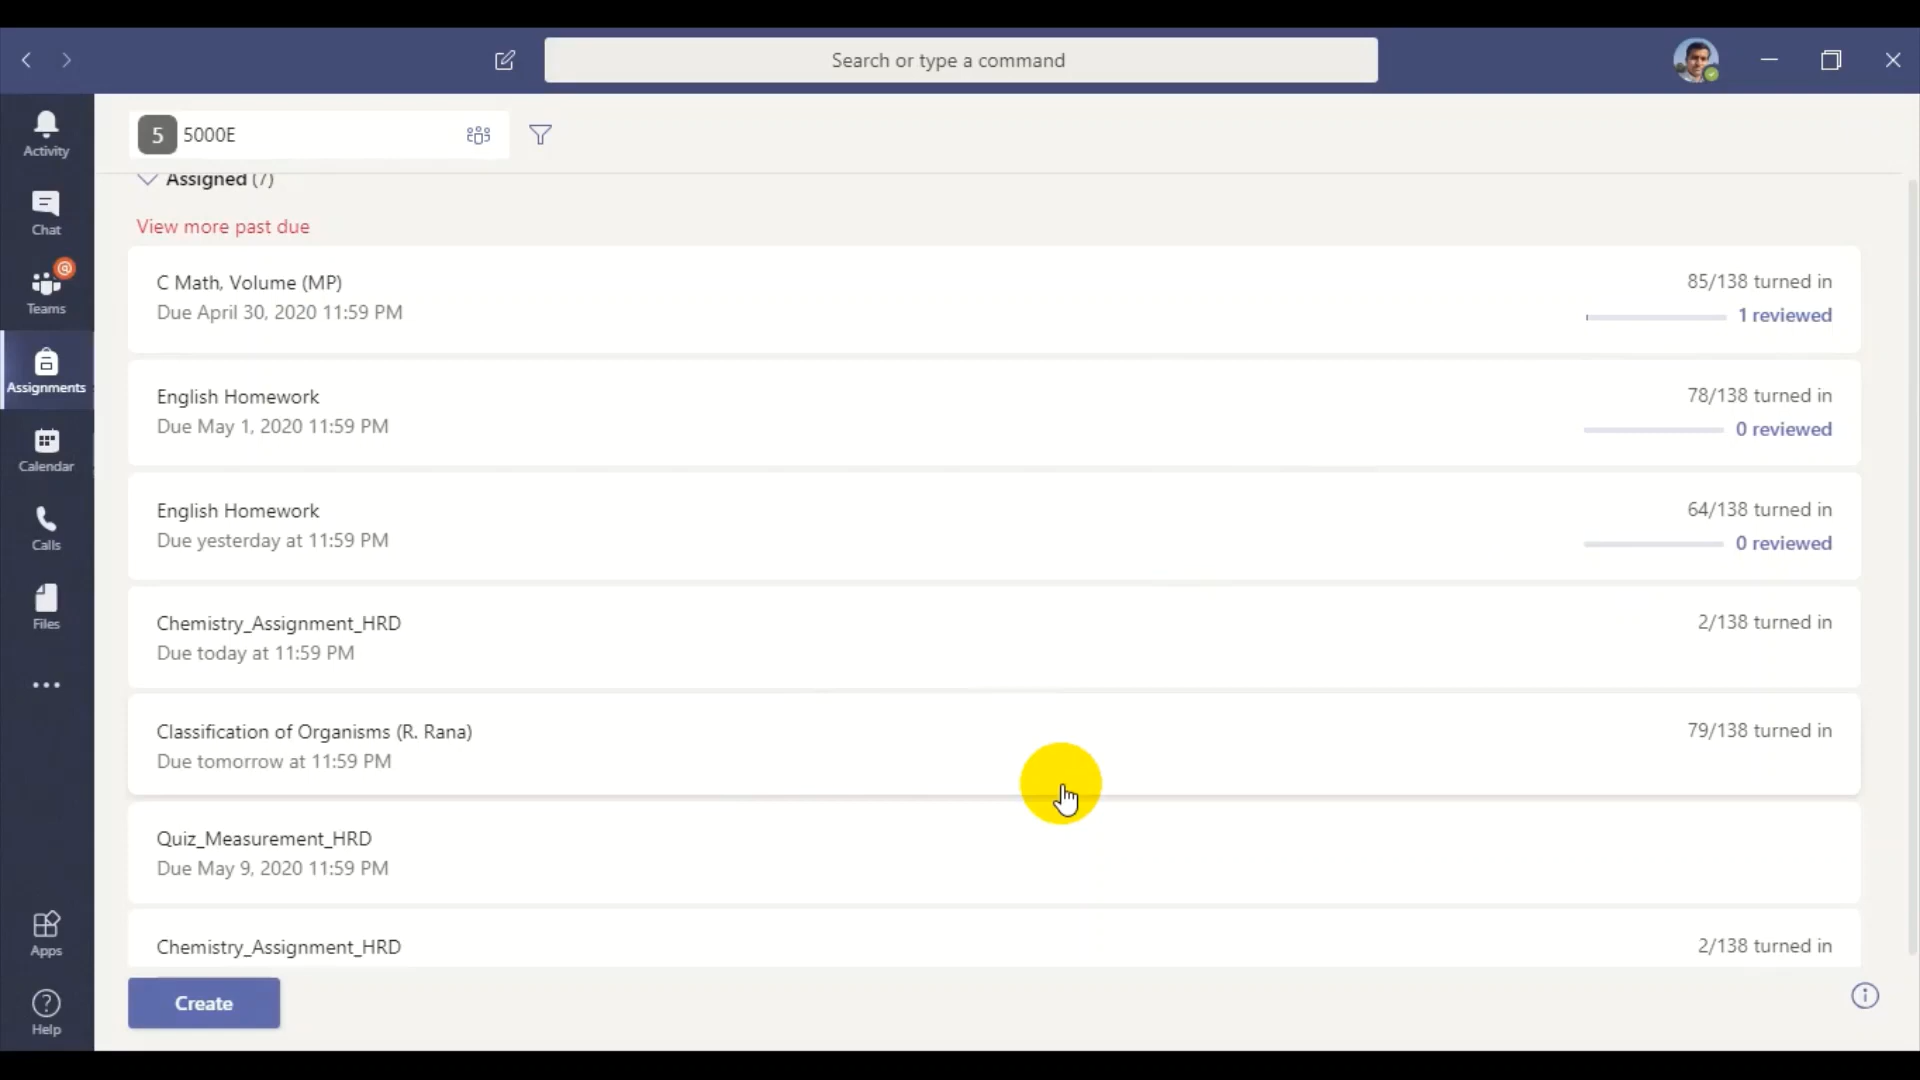 Search or type a command
Activity
Chat
@
Teams
Assignments
Calendar
Calls
Files
Apps
Help
5 5000E
Assigned (7)
View more past due
C Math, Volume (MP)
Due April 30, 2020 11:59 PM
85/138 turned in
1 reviewed
English Homework
Due May 1, 2020 11:59 PM
78/138 turned in
0 reviewed
English Homework
Due yesterday at 11:59 PM
64/138 turned in
0 reviewed
Chemistry_Assignment_HRD
Due today at 11:59 PM
2/138 turned in
Classification of Organisms (R. Rana)
Due tomorrow at 11:59 PM
79/138 turned in
Quiz_Measurement_HRD
Due May 9, 2020 11:59 PM
Chemistry_Assignment_HRD
2/138 turned in
Create